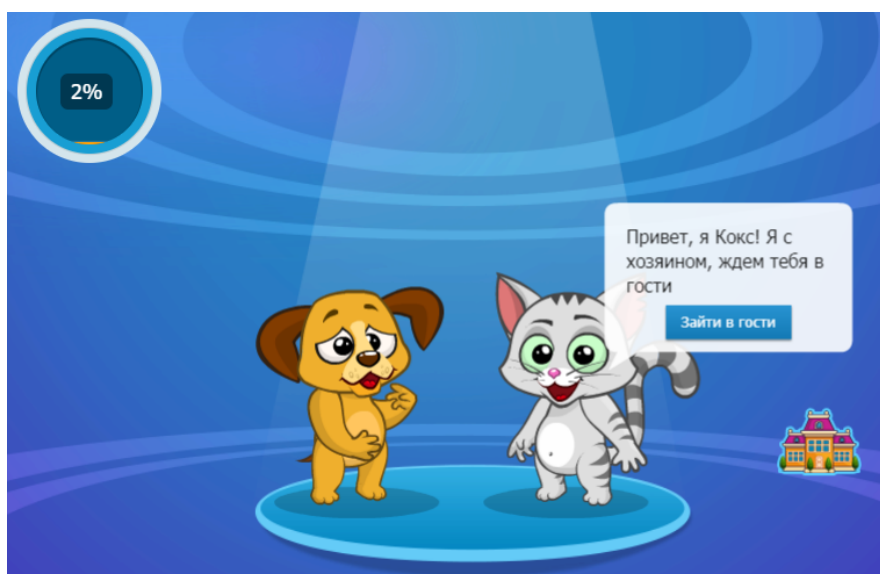 2%
Привет, я Кокс! Я с
хозяином, ждем тебя в
гости
Зайти в гости